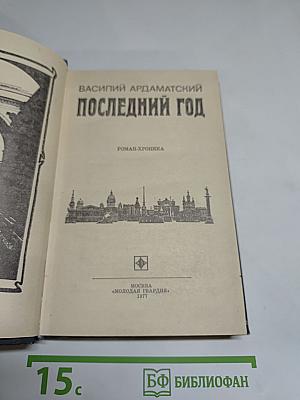 ВАСИЛИЙ АРДАМАТСКИЙ
ПОСЛЕДНИЙ ГОД
РОМАН-ХРОНИКА
МОСКВА
«МОЛОДАЯ ГВАРДИЯ»
1977
15с
БФ БИБЛИОФАН